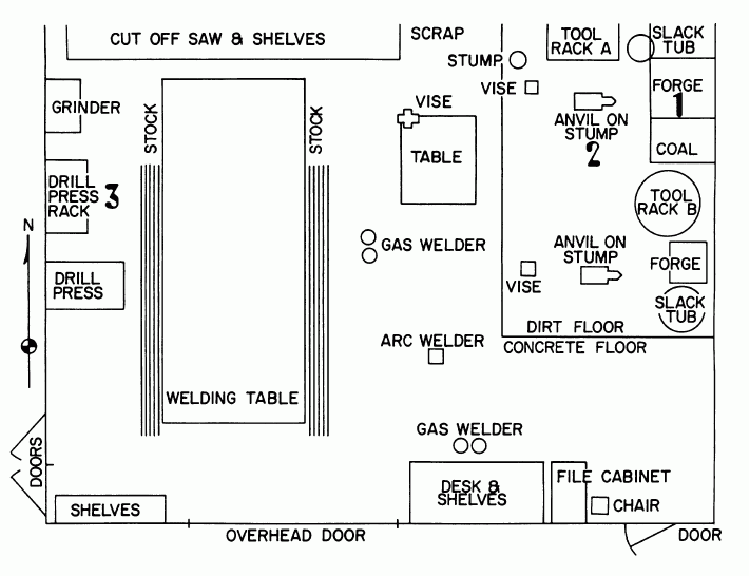 CUT OFF SAW & SHELVES
SCRAP
TOOL
RACK A
SLACK
TUB
STUMP
VISE
FORGE
1
GRINDER
STOCK
STOCK
VISE
ANVIL ON
STUMP
2
TABLE
COAL
DRILL
PRESS
RACK
3
TOOL
RACK B
N
GAS WELDER
ANVIL ON
STUMP
FORGE
DRILL
PRESS
VISE
SLACK
TUB
DIRT FLOOR
ARC WELDER
CONCRETE FLOOR
WELDING TABLE
GAS WELDER
DOORS
DESK &
SHELVES
FILE CABINET
SHELVES
CHAIR
OVERHEAD DOOR
DOOR